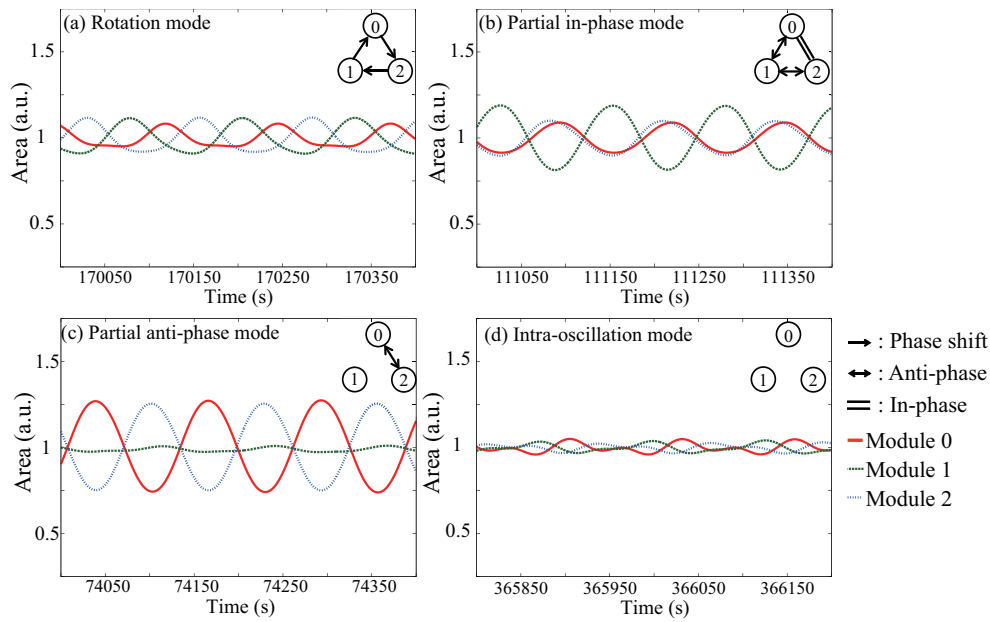 (a) Rotation mode
0
1
2
1.5
1
0.5
Area (a.u.)
170050
170150
170250
170350
Time (s)
(b) Partial in-phase mode
0
1
2
1.5
1
0.5
Area (a.u.)
111050
111150
111250
111350
Time (s)
(c) Partial anti-phase mode
0
1
2
1.5
1
0.5
Area (a.u.)
74050
74150
74250
74350
Time (s)
(d) Intra-oscillation mode
0
1
2
1.5
1
0.5
Area (a.u.)
365850
365950
366050
366150
Time (s)
: Phase shift
: Anti-phase
: In-phase
Module 0
Module 1
Module 2